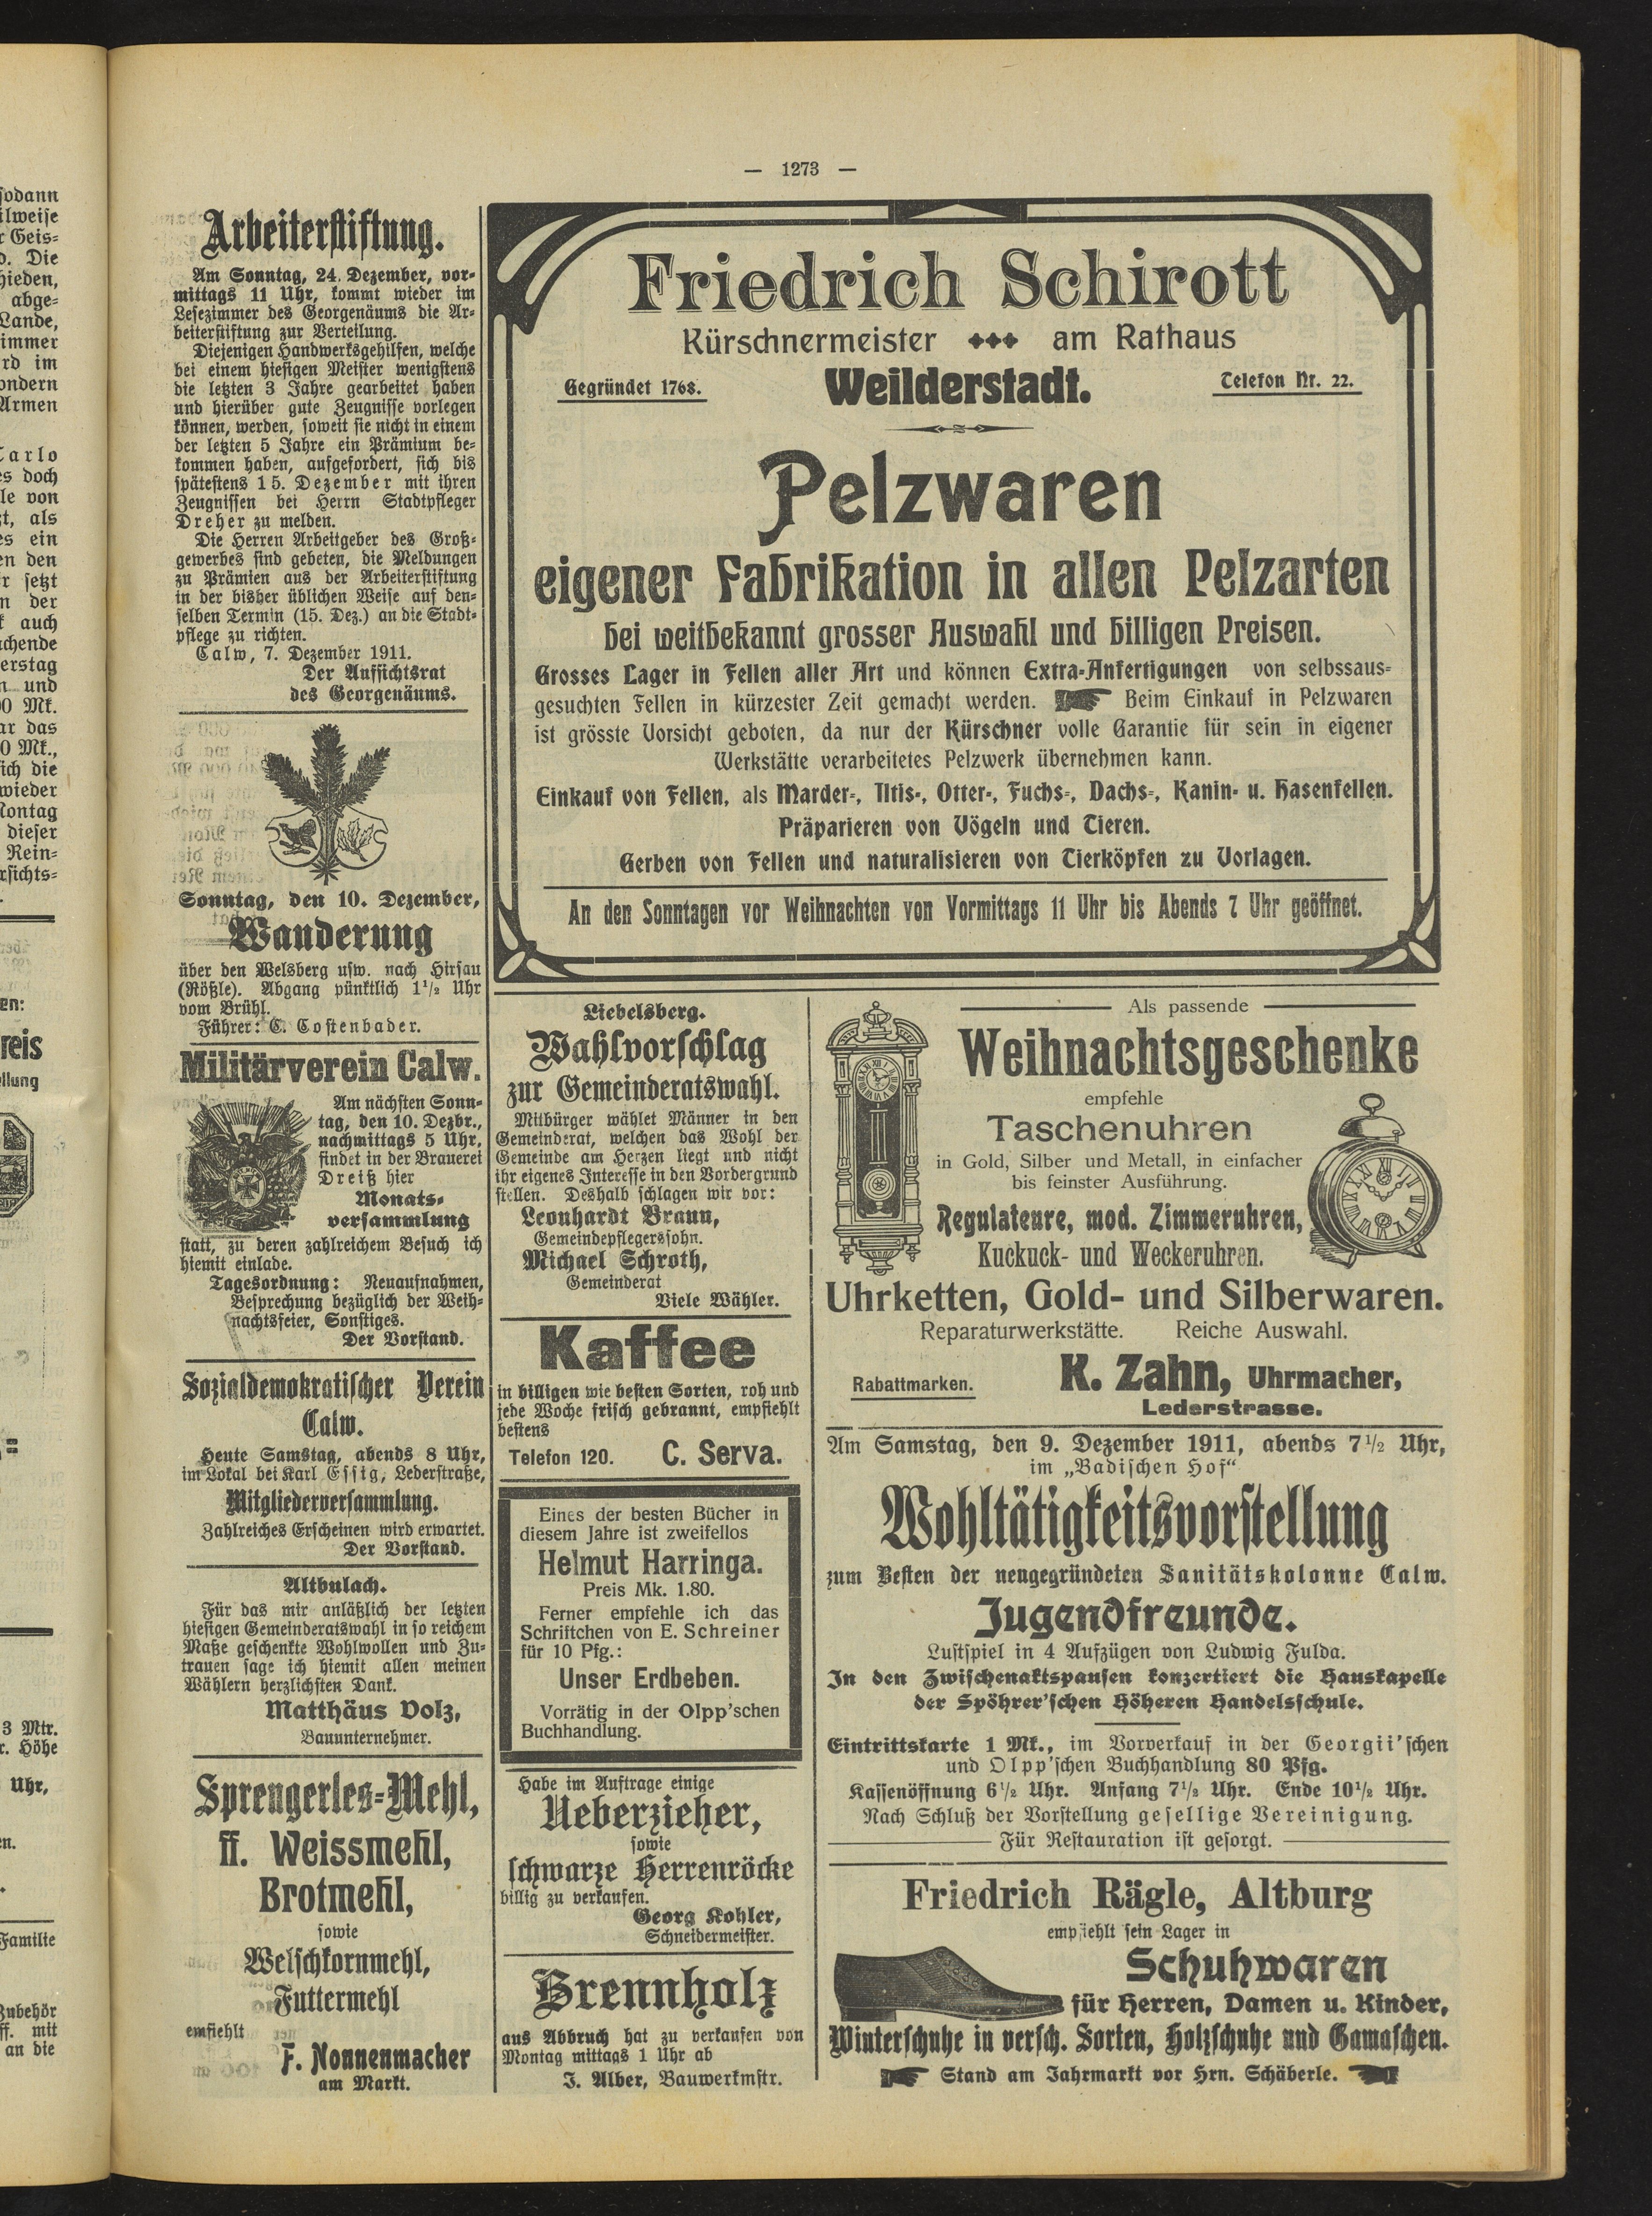 — 1273 —
Arbeiterstiftung.
Am Sonntag, 24. Dezember, vor-
mittags 11 Uhr, kommt wieder im
Lesezimmer des Georgenäums die Ar-
beiterstiftung zur Verteilung.
Diejenigen Handwerksgehilfen, welche
bei einem hiesigen Meister wenigstens
die letzten 3 Jahre gearbeitet haben
und hierüber gute Zeugnisse vorlegen
können, werden, soweit sie nicht in einem
der letzten 5 Jahre ein Prämium be-
kommen haben, aufgefordert, sich bis
spätestens 15. Dezember mit ihren
Zeugnissen bei Herrn Stadtpfleger
Dreher zu melden.
Die Herren Arbeitgeber des Groß-
gewerbes sind gebeten, die Meldungen
zu Prämien aus der Arbeiterstiftung
in der bisher üblichen Weise auf den-
selben Termin (15. Dez.) an die Stadt-
pflege zu richten.
Calw, 7. Dezember 1911.
Der Aufsichtsrat
des Georgenäums.
Sonntag, den 10. Dezember,
Wanderung
über den Welsberg usw. nach Hirsau
(Rößle). Abgang pünktlich 1½ Uhr
vom Brühl.
Führer: C. Costenbader.
Militärverein Calw.
Am nächsten Sonn-
tag, den 10. Dezbr.,
nachmittags 5 Uhr,
findet in der Brauerei
Dreiß hier
Monats-
versammlung
statt, zu deren zahlreichem Besuch ich
hiemit einlade.
Tagesordnung: Neuaufnahmen,
Besprechung bezüglich der Weih-
nachtsfeier, Sonstiges.
Der Vorstand.
Sozialdemokratischer Verein
Calw.
Heute Samstag, abends 8 Uhr,
im Lokal bei Karl Essig, Lederstraße,
Mitgliederversammlung.
Zahlreiches Erscheinen wird erwartet.
Der Vorstand.
Altbulach.
Für das mir anläßlich der letzten
hiesigen Gemeinderatswahl in so reichem
Maße geschenkte Wohlwollen und Zu-
trauen sage ich hiemit allen meinen
Wählern herzlichsten Dank.
Matthäus Volz,
Bauunternehmer.
Sprengerles-Mehl,
ff. Weissmehl,
Brotmehl,
sowie
Welschkornmehl,
Futtermehl
emfiehlt
F. Nonnenmacher
am Markt.
Friedrich Schirott
Kürschnermeister am Rathaus
Gegründet 1768. Weilderstadt. Telefon Nr. 22.
Pelzwaren
eigener Fabrikation in allen Pelzarten
bei weitbekannt grosser Auswahl und billigen Preisen.
Grosses Lager in Fellen aller Art und können Extra-Anfertigungen von selbssaus-
gesuchten Fellen in kürzester Zeit gemacht werden. Beim Einkauf in Pelzwaren
ist grösste Vorsicht geboten, da nur der Kürschner volle Garantie für sein in eigener
Werkstätte verarbeitetes Pelzwerk übernehmen kann.
Einkauf von Fellen, als Marder-, Iltis-, Otter-, Fuchs-, Dachs-, Kanin- u. Hasenfellen.
Präparieren von Vögeln und Tieren.
Gerben von Fellen und naturalisieren von Tierköpfen zu Vorlagen.
An den Sonntagen vor Weihnachten von Vormittags 11 Uhr bis Abends 7 Uhr geöffnet.
Liebelsberg.
Wahlvorschlag
zur Gemeinderatswahl.
Mitbürger wählet Männer in den
Gemeinderat, welchen das Wohl der
Gemeinde am Herzen liegt und nicht
ihr eigenes Interesse in den Vordergrund
stellen. Deshalb schlagen wir vor:
Leonhardt Braun,
Gemeindepflegerssohn.
Michael Schroth,
Gemeinderat
Viele Wähler.
Kaffee
in billigen wie besten Sorten, roh und
jede Woche frisch gebrannt, empfiehlt
bestens
Telefon 120. C. Serva.
Eines der besten Bücher in
diesem Jahre ist zweifellos
Helmut Harringa.
Preis Mk. 1.80.
Ferner empfehle ich das
Schriftchen von E. Schreiner
für 10 Pfg.:
Unser Erdbeben.
Vorrätig in der Olpp'schen
Buchhandlung.
Habe im Auftrage einige
Ueberzieher,
sowie
schwarze Herrenröcke
billig zu verkaufen.
Georg Kohler,
Schneidermeister.
Brennholz
aus Abbruch hat zu verkaufen von
Montag mittags 1 Uhr ab
J. Alber, Bauwerkmstr.
Als passende
Weihnachtsgeschenke
empfehle
Taschenuhren
in Gold, Silber und Metall, in einfacher
bis feinster Ausführung.
Regulateure, mod. Zimmeruhren,
Kuckuck- und Weckeruhren.
Uhrketten, Gold- und Silberwaren.
Reparaturwerkstätte. Reiche Auswahl.
Rabattmarken. K. Zahn, Uhrmacher,
Lederstrasse.
Am Samstag, den 9. Dezember 1911, abends 7½ Uhr,
im „Badischen Hof“
Wohltätigkeitsvorstellung
zum Besten der neugegründeten Sanitätskolonne Calw.
Jugendfreunde.
Lustspiel in 4 Aufzügen von Ludwig Fulda.
In den Zwischenaktspausen konzertiert die Hauskapelle
der Spöhrer'schen Höheren Handelsschule.
Eintrittskarte 1 Mk., im Vorverkauf in der Georgii'schen
und Olpp'schen Buchhandlung 80 Pfg.
Kassenöffnung 6½ Uhr. Anfang 7½ Uhr. Ende 10½ Uhr.
Nach Schluß der Vorstellung gesellige Vereinigung.
Für Restauration ist gesorgt.
Friedrich Rägle, Altburg
empfiehlt sein Lager in
Schuhwaren
für Herren, Damen u. Kinder,
Winterschuhe in versch. Sorten, Holzschuhe und Gamaschen.
Stand am Jahrmarkt vor Hrn. Schäberle.